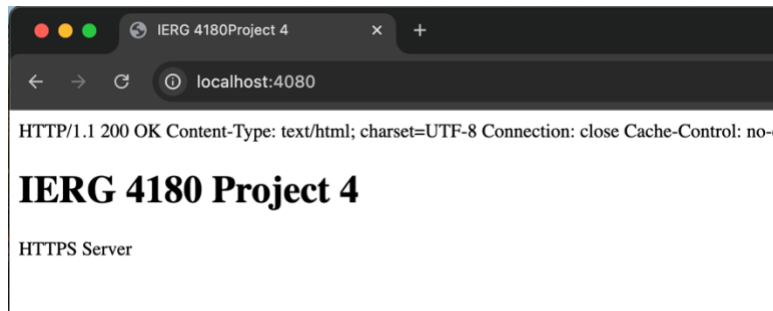 IERG 4180Project 4
localhost:4080
HTTP/1.1 200 OK Content-Type: text/html; charset=UTF-8 Connection: close Cache-Control: no-
IERG 4180 Project 4
HTTPS Server